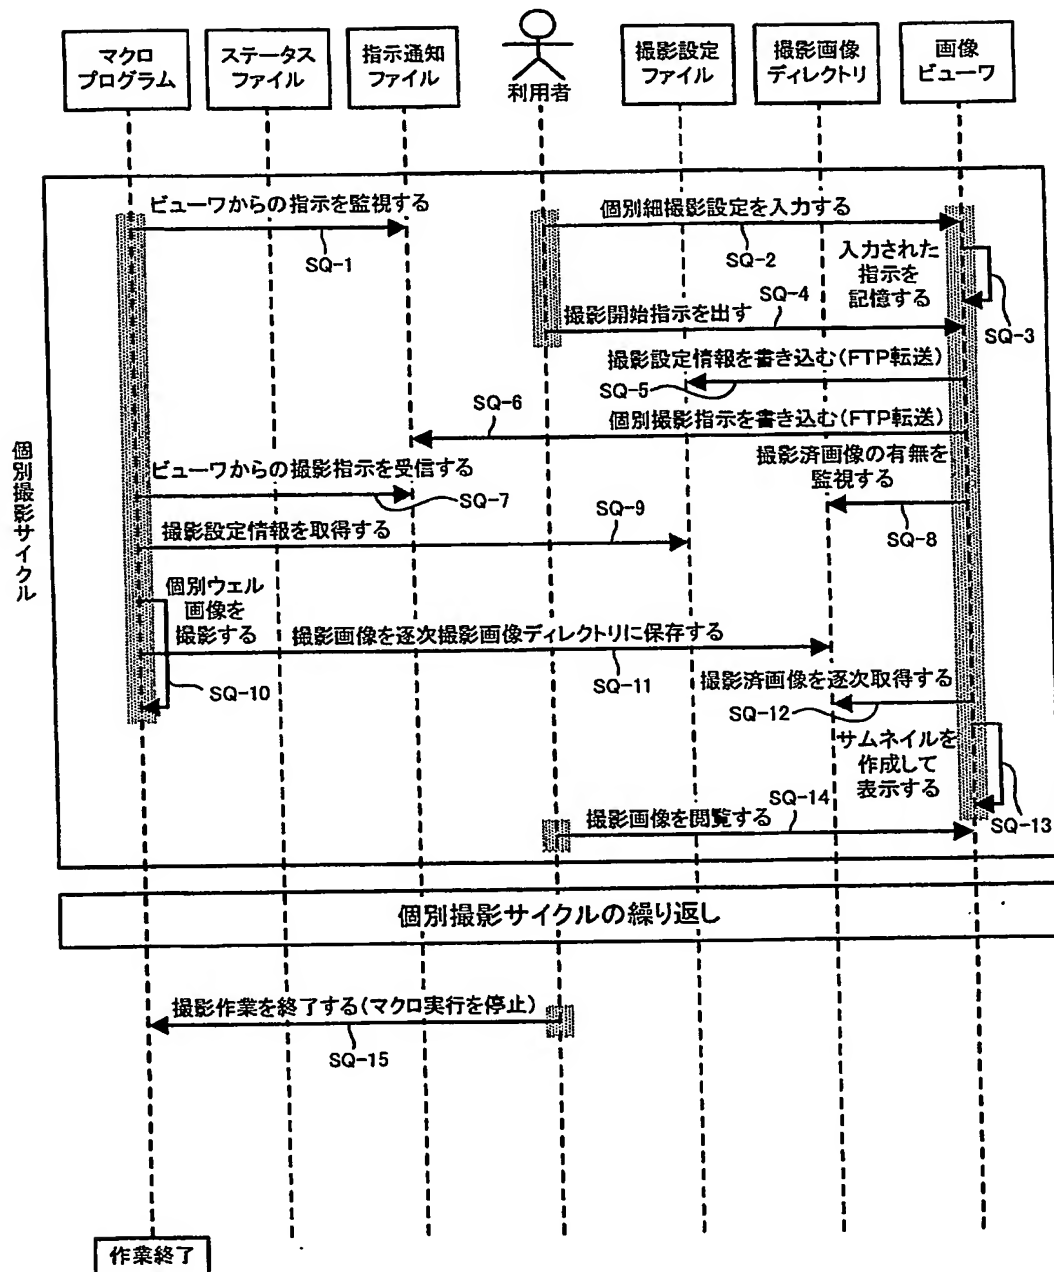 マクロ
プログラム
ステータス
ファイル
指示通知
ファイル
利用者
撮影設定
ファイル
撮影画像
ディレクトリ
画像
ビューワ
個別撮影サイクル
ビューワからの指示を監視する
SQ-1
個別細撮影設定を入力する
SQ-2
入力された
指示を
記憶する
SQ-3
SQ-4
撮影開始指示を出す
撮影設定情報を書き込む(FTP転送)
SQ-5
SQ-6
個別撮影指示を書き込む(FTP転送)
ビューワからの撮影指示を受信する
SQ-7
撮影済画像の有無を
監視する
SQ-8
SQ-9
撮影設定情報を取得する
個別ウェル
画像を
撮影する
SQ-10
撮影画像を逐次撮影画像ディレクトリに保存する
SQ-11
撮影済画像を逐次取得する
SQ-12
サムネイルを
作成して
表示する
SQ-13
SQ-14
撮影画像を閲覧する
個別撮影サイクルの繰り返し
撮影作業を終了する(マクロ実行を停止)
SQ-15
作業終了